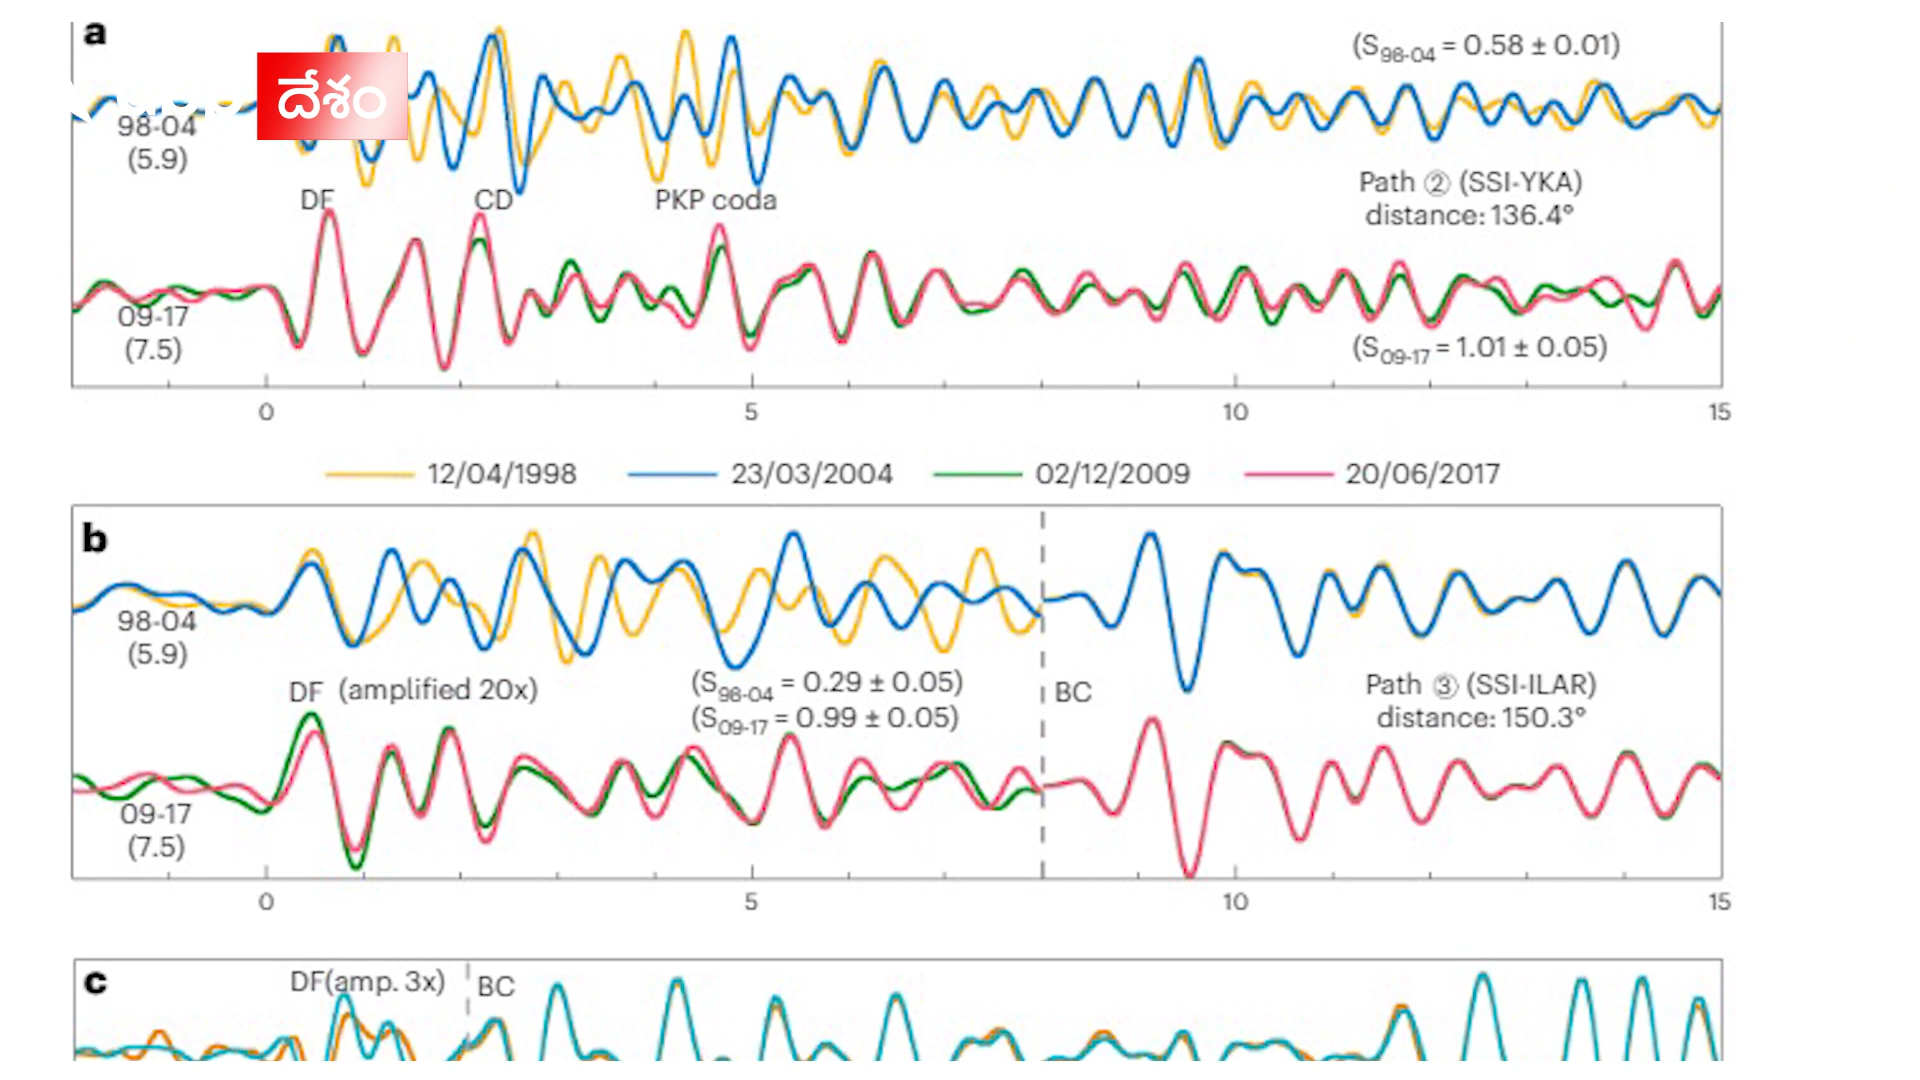 a
(S98-04 = 0.58 ± 0.01)
దేశం
98-04
(5.9)
DF
CD
PKP coda
Path ② (SSI-YKA)
distance: 136.4°
09-17
(7.5)
(S09-17 = 1.01 ± 0.05)
0 5 10 15
12/04/1998 23/03/2004 02/12/2009 20/06/2017
b
98-04
(5.9)
DF (amplified 20x)
(S98-04 = 0.29 ± 0.05)
(S09-17 = 0.99 ± 0.05)
BC
Path ③ (SSI-ILAR)
distance: 150.3°
09-17
(7.5)
0 5 10 15
c
DF(amp. 3x)
BC